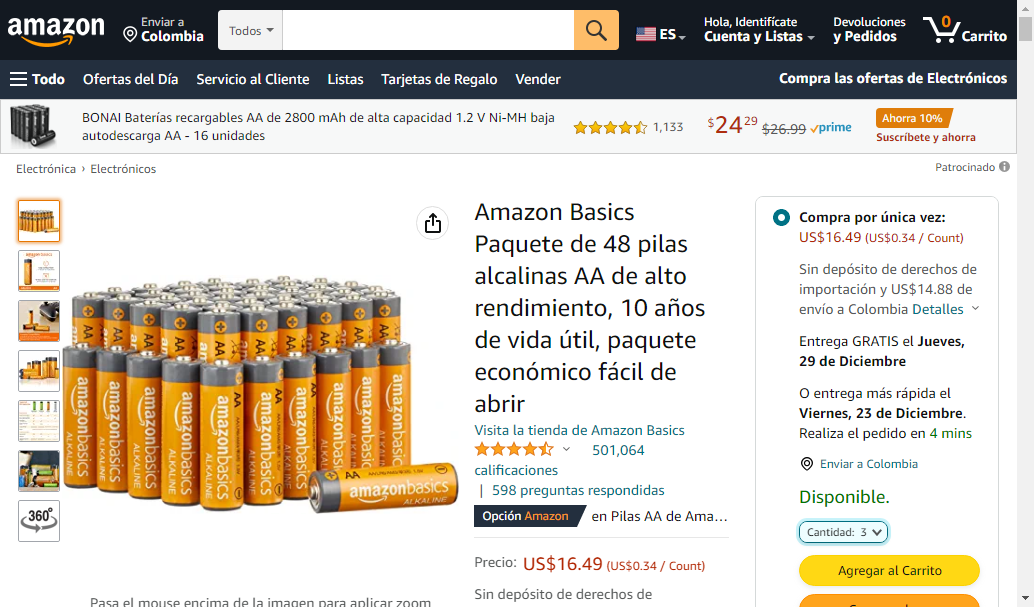 amazon
Enviar a
Colombia
Todos
ES
Hola, Identifícate
Cuenta y Listas
Devoluciones
y Pedidos
0
Carrito
Todo
Ofertas del Día
Servicio al Cliente
Listas
Tarjetas de Regalo
Vender
Compra las ofertas de Electrónicos
BONAI Baterías recargables AA de 2800 mAh de alta capacidad 1.2 V Ni-MH baja
autodescarga AA - 16 unidades
1,133
$2429
$26.99
prime
Ahorra 10%
Suscríbete y ahorra
Electrónica › Electrónicos
Patrocinado
360°
AA
amazonbasics
ALKALINE
Amazon Basics
Paquete de 48 pilas
alcalinas AA de alto
rendimiento, 10 años
de vida útil, paquete
económico fácil de
abrir
Visita la tienda de Amazon Basics
501,064
calificaciones
| 598 preguntas respondidas
Opción Amazon
en Pilas AA de Ama…
Precio: US$16.49 (US$0.34 / Count)
Sin depósito de derechos de
Pasa el mouse encima de la imagen para aplicar zoom
Compra por única vez:
US$16.49 (US$0.34 / Count)
Sin depósito de derechos de
importación y US$14.88 de
envío a Colombia Detalles
Entrega GRATIS el Jueves,
29 de Diciembre
O entrega más rápida el
Viernes, 23 de Diciembre.
Realiza el pedido en 4 mins
Enviar a Colombia
Disponible.
Cantidad: 3
Agregar al Carrito